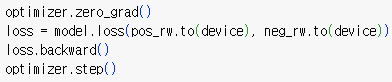 optimizer.zero_grad()
loss = model.loss(pos_rw.to(device), neg_rw.to(device))
loss.backward()
optimizer.step()